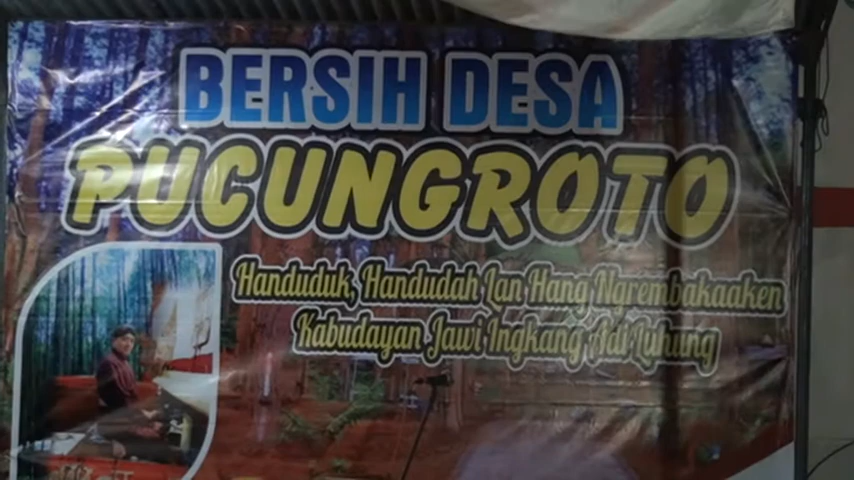 BERSIH DESA
PUCUNGROTO
Handuduk, Handudah Lan Hang Ngrembakaaken
Kabudayan Jawi Ingkang Adi Luhung